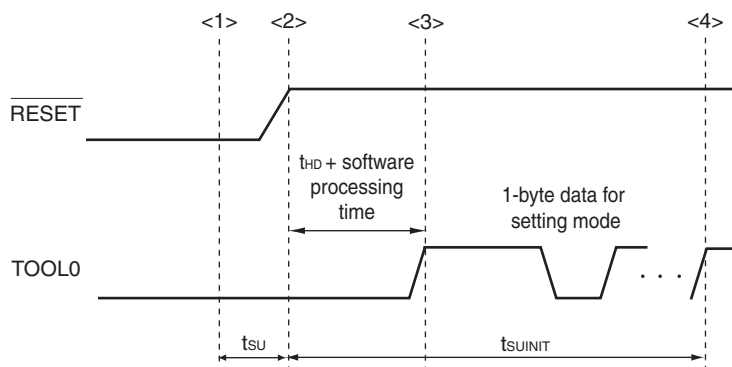 <1> <2> <3> <4>
RESET
tHD + software
processing
time
1-byte data for
setting mode
TOOL0
. . .
tSU tSUINIT